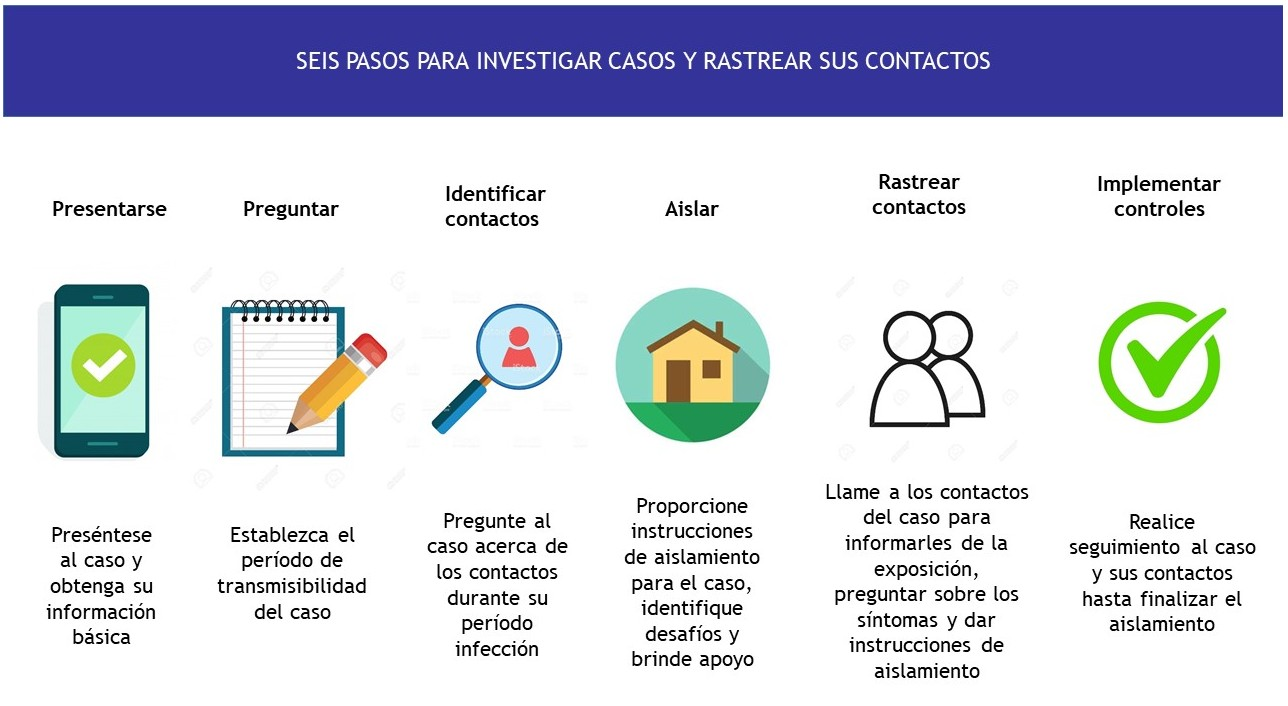 SEIS PASOS PARA INVESTIGAR CASOS Y RASTREAR SUS CONTACTOS
Presentarse
Preséntese
al caso y
obtenga su
información
básica
Preguntar
Establezca el
período de
transmisibilidad
del caso
Identificar
contactos
Pregunte al
caso acerca de
los contactos
durante su
período
infección
Aislar
Proporcione
instrucciones
de aislamiento
para el caso,
identifique
desafíos y
brinde apoyo
Rastrear
contactos
Llame a los contactos
del caso para
informarles de la
exposición,
preguntar sobre los
síntomas y dar
instrucciones de
aislamiento
Implementar
controles
Realice
seguimiento al caso
y sus contactos
hasta finalizar el
aislamiento